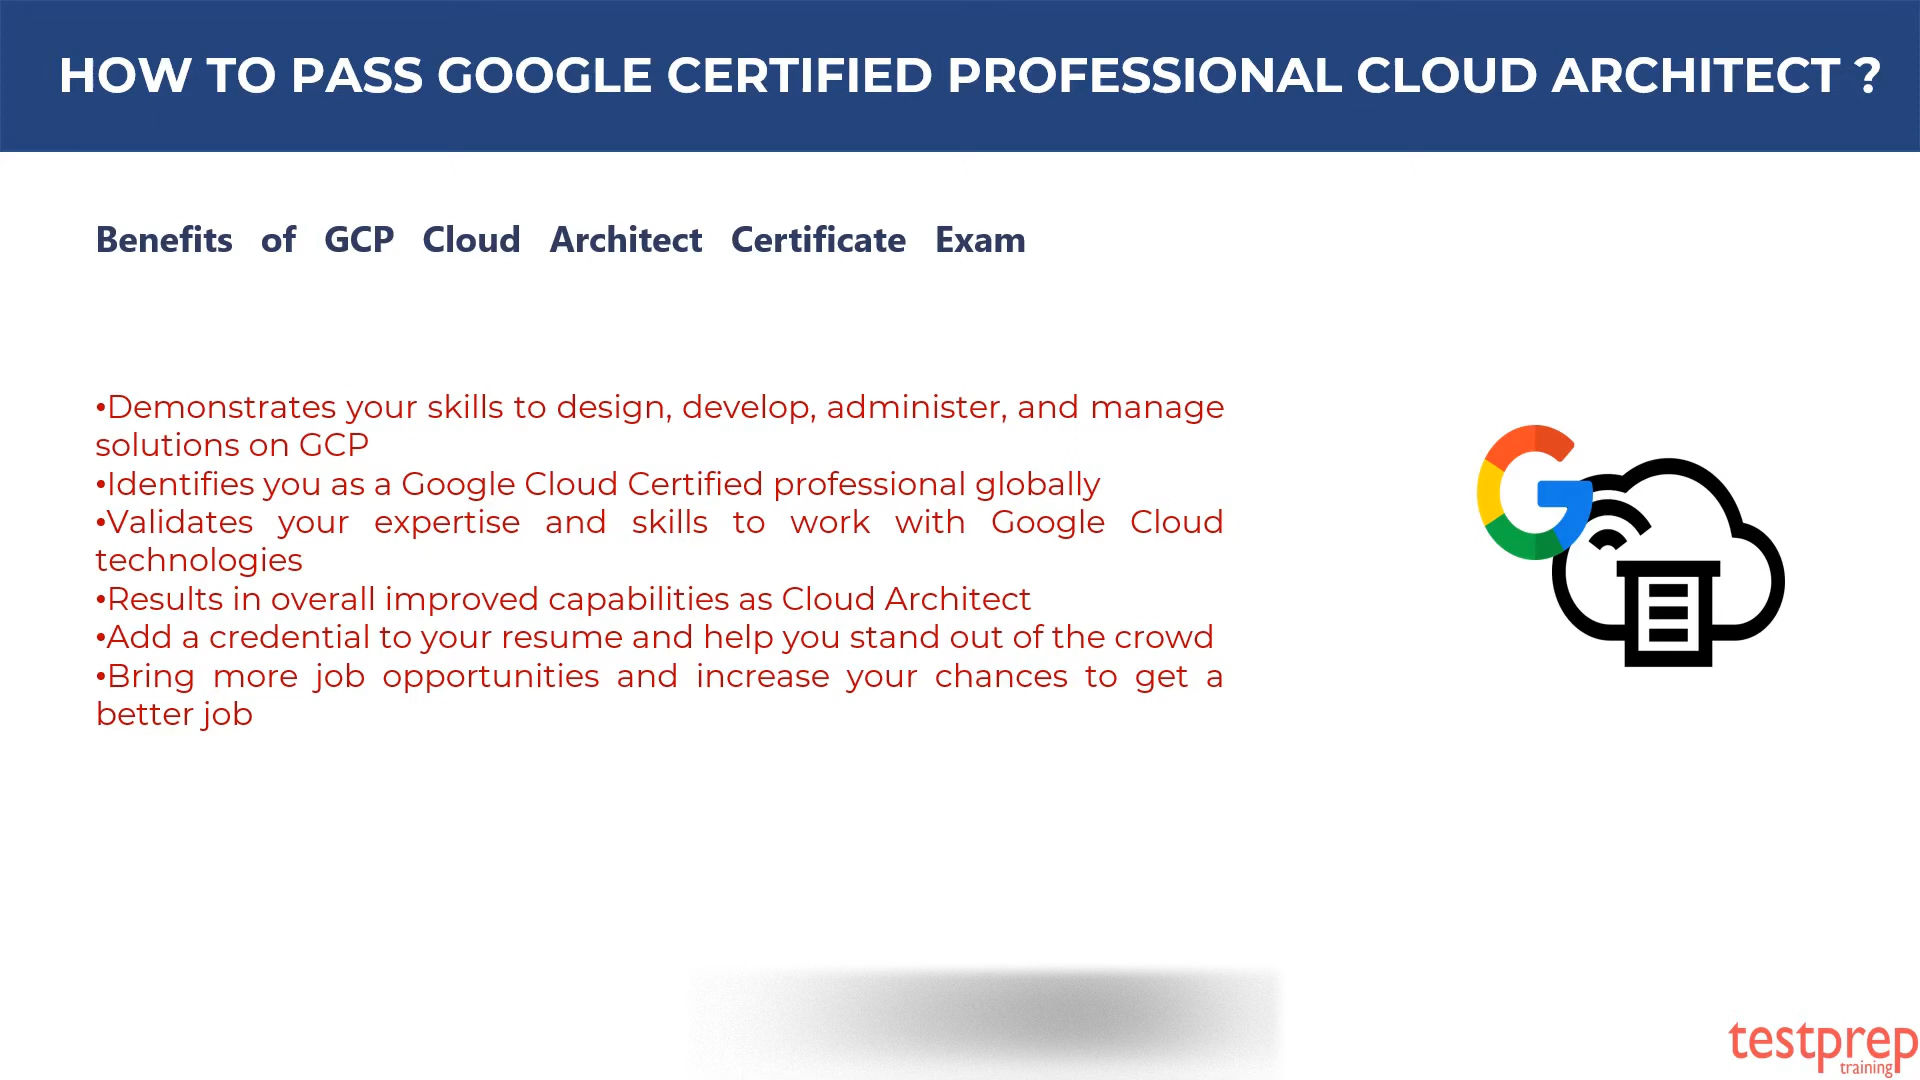 HOW TO PASS GOOGLE CERTIFIED PROFESSIONAL CLOUD ARCHITECT ?
Benefits of GCP Cloud Architect Certificate Exam
•Demonstrates your skills to design, develop, administer, and manage
solutions on GCP
•Identifies you as a Google Cloud Certified professional globally
•Validates your expertise and skills to work with Google Cloud
technologies
•Results in overall improved capabilities as Cloud Architect
•Add a credential to your resume and help you stand out of the crowd
•Bring more job opportunities and increase your chances to get a
better job
G
testprep
training